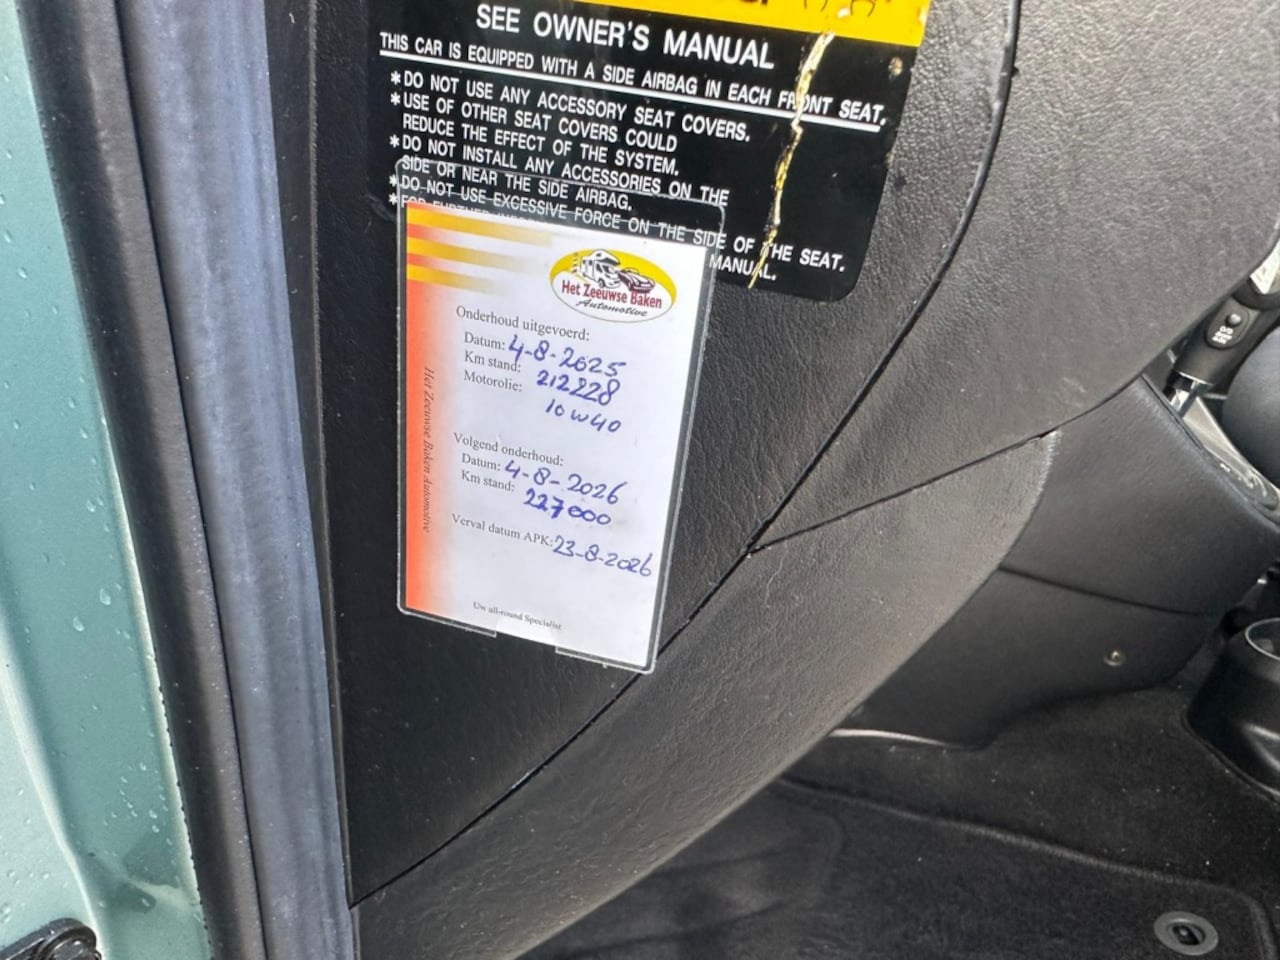 SEE OWNER'S MANUAL
THIS CAR IS EQUIPPED WITH A SIDE AIRBAG IN EACH FRONT SEAT.
*DO NOT USE ANY ACCESSORY SEAT COVERS.
*USE OF OTHER SEAT COVERS COULD
REDUCE THE EFFECT OF THE SYSTEM.
*DO NOT INSTALL ANY ACCESSORIES ON THE
SIDE OR NEAR THE SIDE AIRBAG.
*DO NOT USE EXCESSIVE FORCE ON THE SIDE OF THE SEAT.
*FOR FURTHER MANUAL.
Het Zeeuwse Baken
Automotive
Onderhoud uitgevoerd:
Datum: 4-8-2025
Km stand: 212228
Motorolie: 10W40
Volgend onderhoud:
Datum: 4-8-2026
Km stand: 227000
Verval datum APK: 23-8-2026
Uw all-round Specialist
Het Zeeuwse Baken Automotive